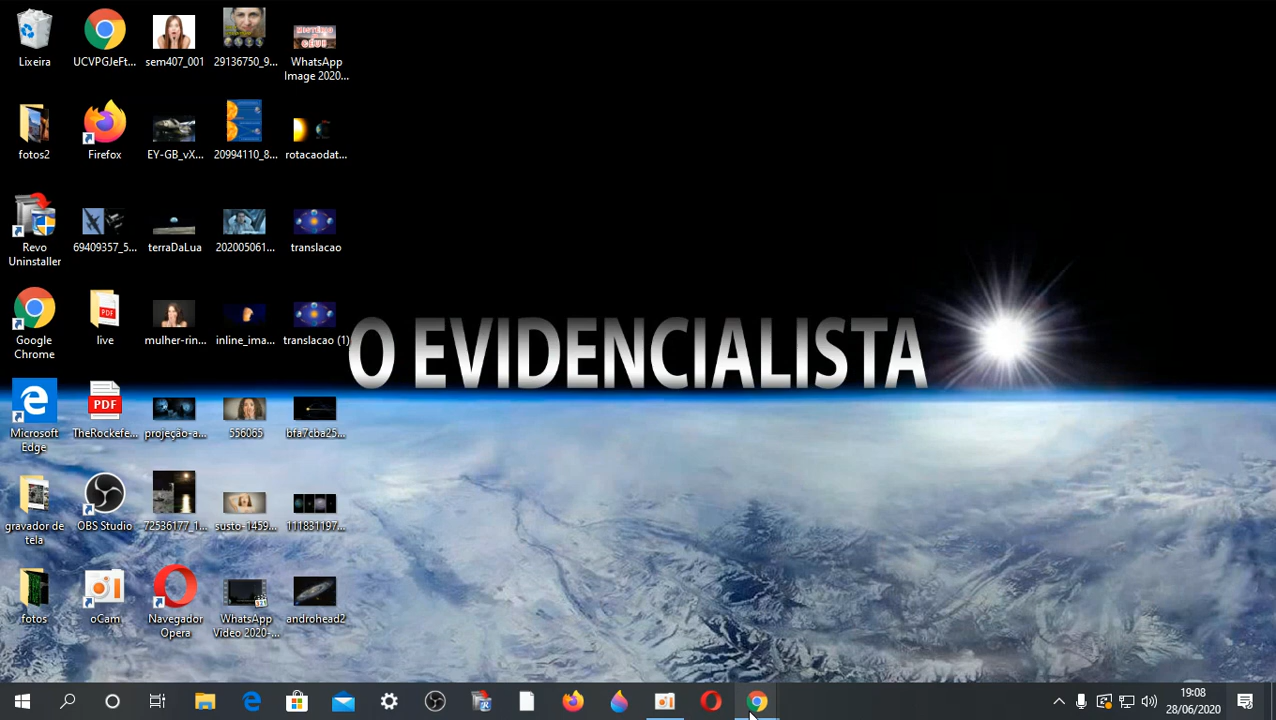 Lixeira
UCVPGJeFt...
sem407_001
29136750_9...
WhatsApp
Image 2020...
fotos2
Firefox
EY-GB_vX...
20994110_8...
rotacaodat...
Revo
Uninstaller
69409357_5...
terraDaLua
202005061...
translacao
Google
Chrome
live
mulher-rin...
inline_ima...
translacao (1)
O EVIDENCIALISTA
Microsoft
Edge
PDF
TheRockefe...
projeção-a...
556065
bfa7cba25...
gravador de
tela
OBS Studio
72536177_1...
susto-1459...
111831197...
fotos
oCam
Navegador
Opera
WhatsApp
Video 2020-...
androhead2
19:08
28/06/2020